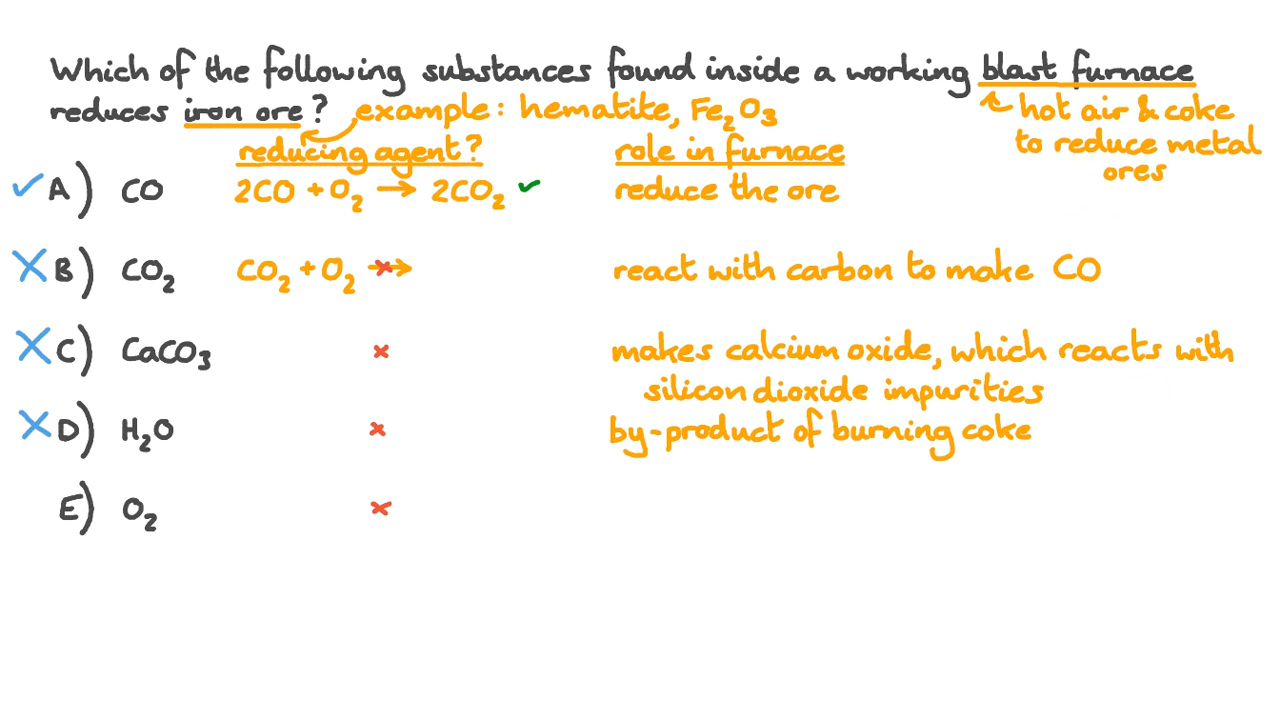 Which of the following substances found inside a working blast furnace
reduces iron ore? example: hematite, Fe₂O₃ hot air & coke
to reduce metal
ores
reducing agent? role in furnace
A) CO 2CO + O₂ → 2CO₂ ✓ reduce the ore
B) CO₂ CO₂ + O₂ → react with carbon to make CO
C) CaCO₃ makes calcium oxide, which reacts with
silicon dioxide impurities
D) H₂O by-product of burning coke
E) O₂